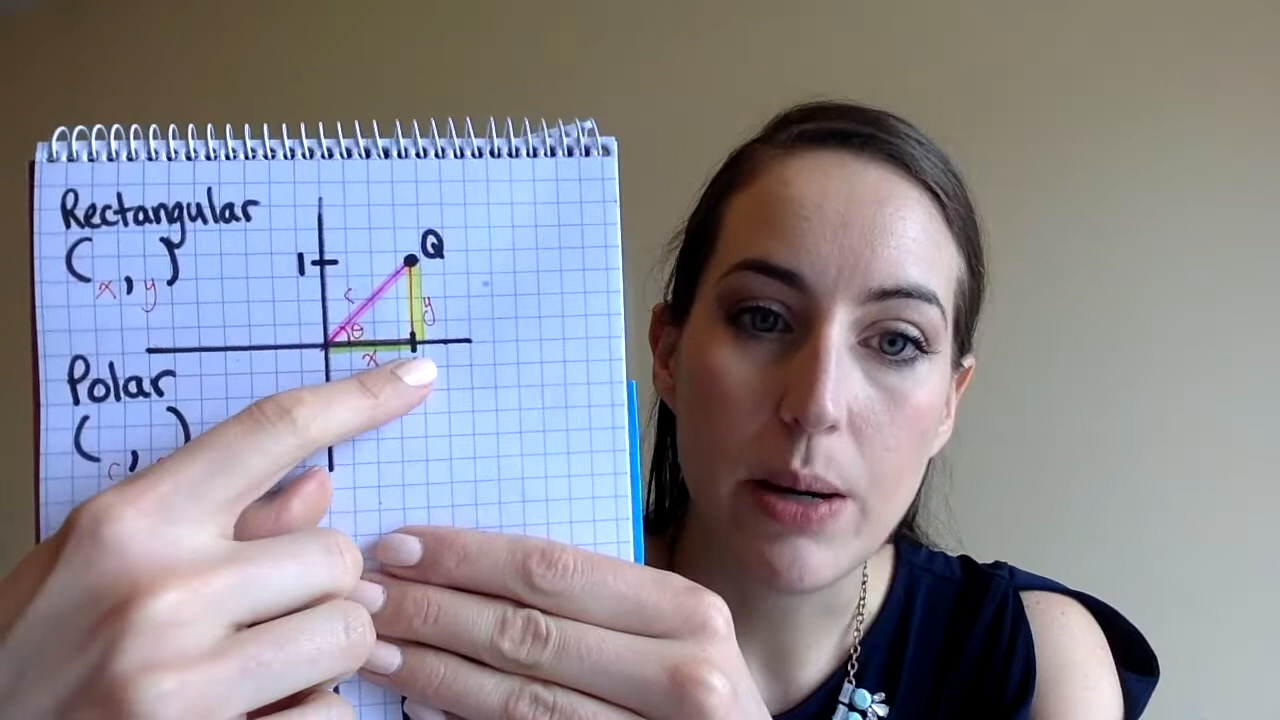 Rectangular
(x, y)
1
Q
r
y
θ
x
Polar
(r, )